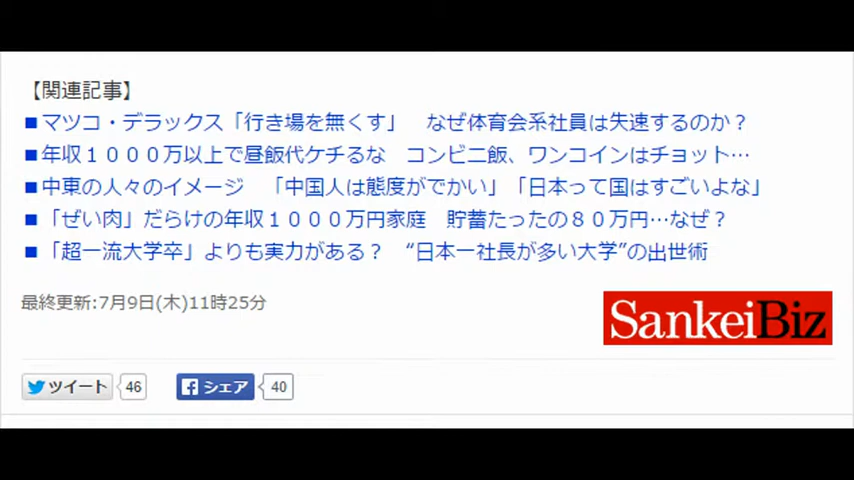 【関連記事】
■マツコ・デラックス「行き場を無くす」　なぜ体育会系社員は失速するのか？
■年収１０００万以上で昼飯代ケチるな　コンビニ飯、ワンコインはチョット…
■中東の人々のイメージ　「中国人は態度がでかい」「日本って国はすごいよな」
■「ぜい肉」だらけの年収１０００万円家庭　貯蓄たったの８０万円…なぜ？
■「超一流大学卒」よりも実力がある？　“日本一社長が多い大学”の出世術
最終更新:7月9日(木)11時25分
SankeiBiz
ツイート 46 シェア 40